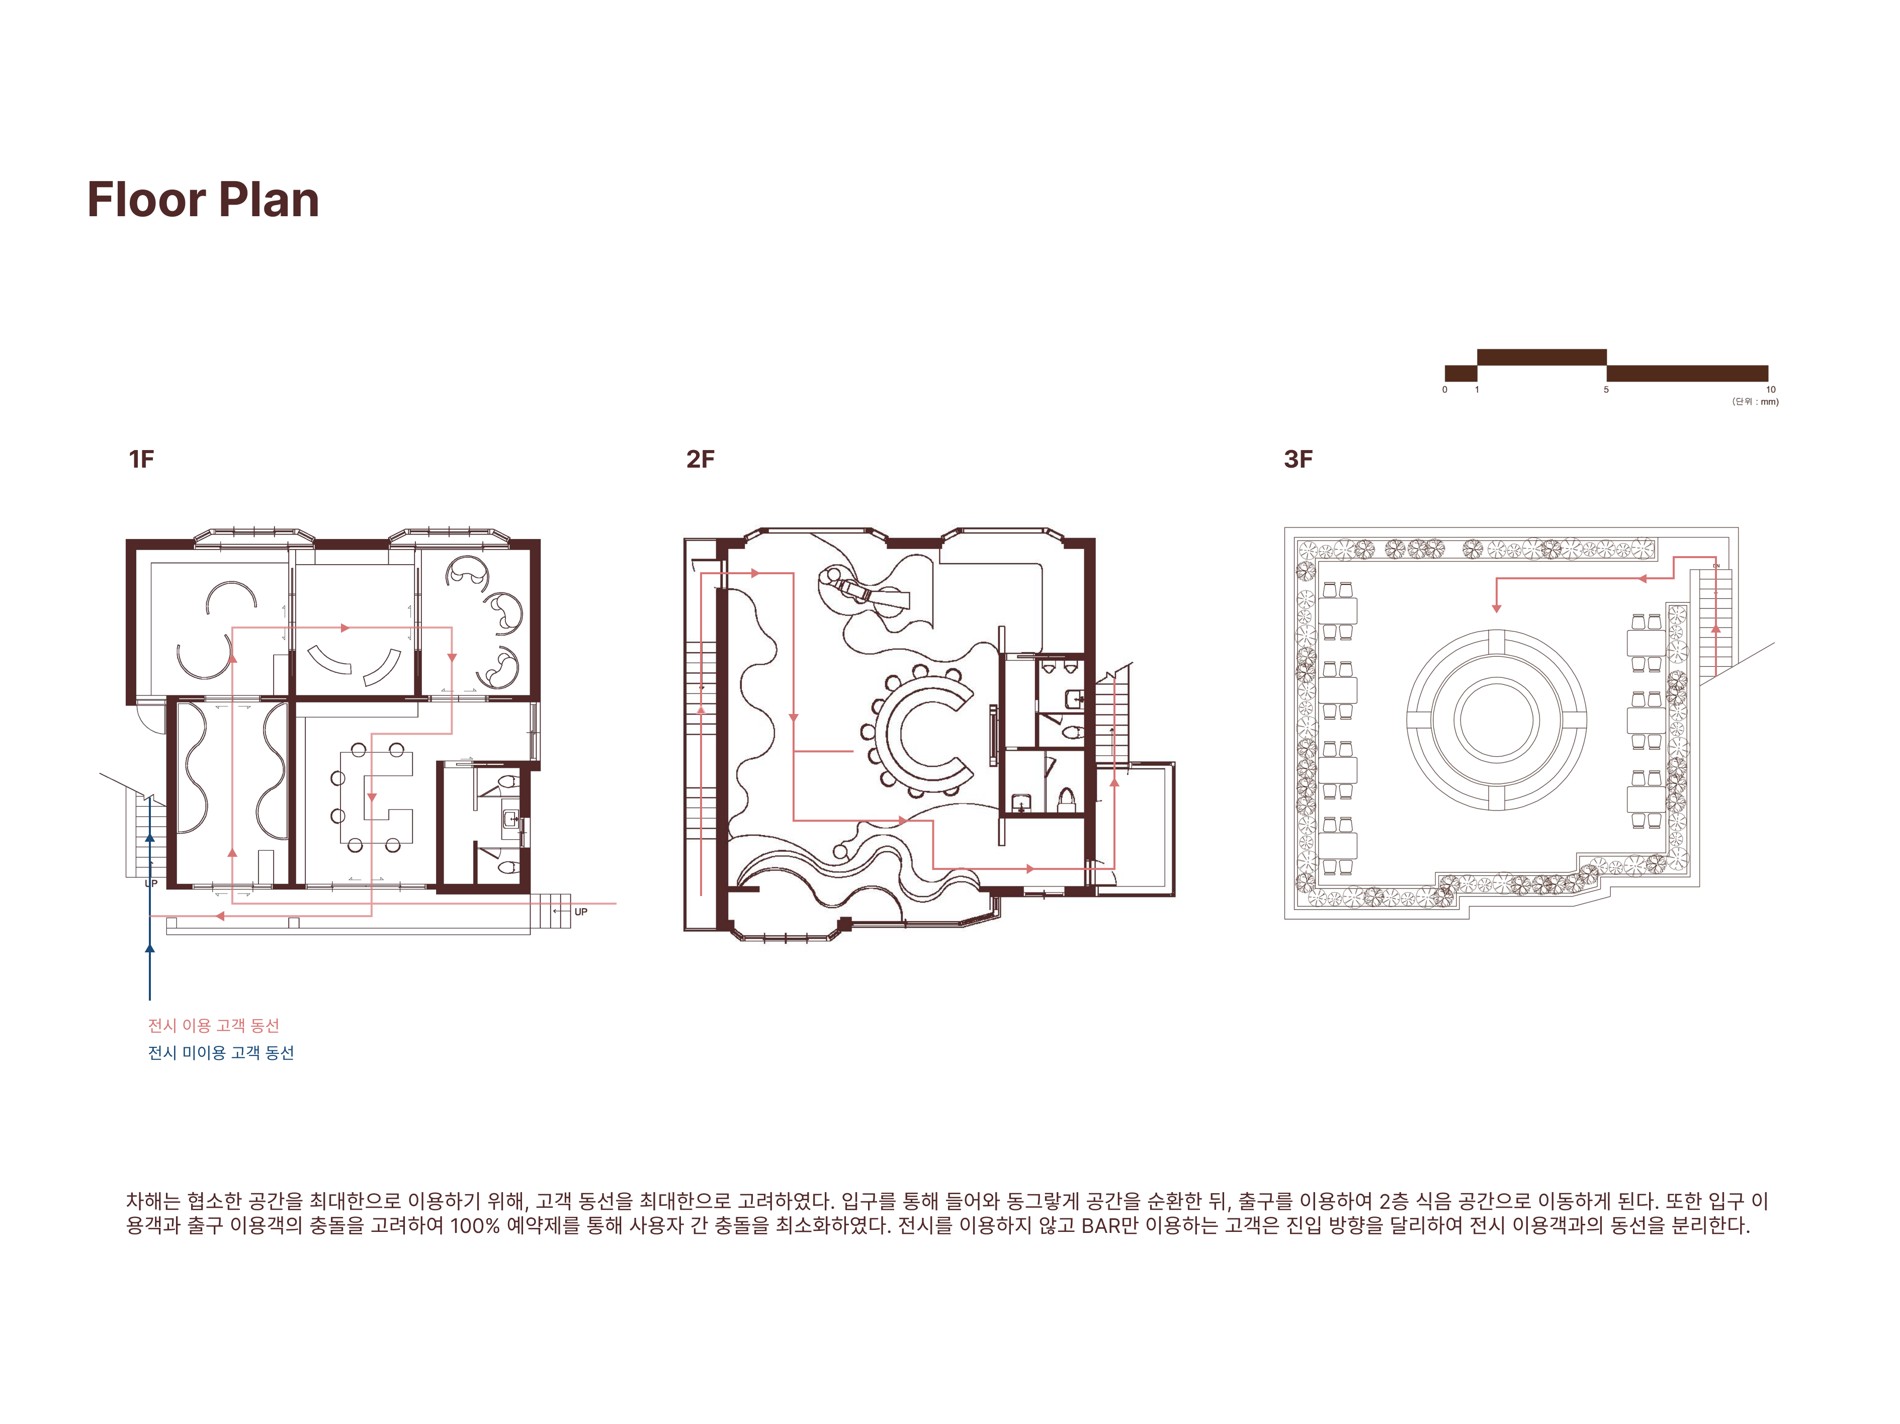 Floor Plan
0 1 5 10
(단위 : mm)
1F
2F
3F
UP
UP
전시 이용 고객 동선
전시 미이용 고객 동선
차해는 협소한 공간을 최대한으로 이용하기 위해, 고객 동선을 최대한으로 고려하였다. 입구를 통해 들어와 동그랗게 공간을 순환한 뒤, 출구를 이용하여 2층 식음 공간으로 이동하게 된다. 또한 입구 이
용객과 출구 이용객의 충돌을 고려하여 100% 예약제를 통해 사용자 간 충돌을 최소화하였다. 전시를 이용하지 않고 BAR만 이용하는 고객은 진입 방향을 달리하여 전시 이용객과의 동선을 분리한다.